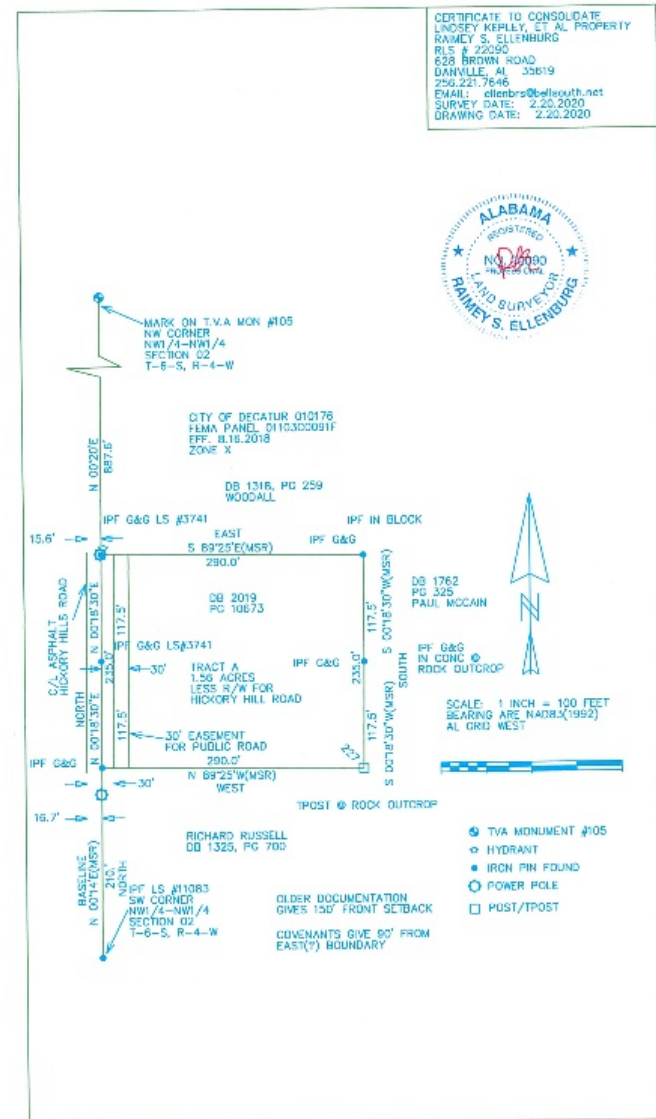 CERTIFICATE TO CONSOLIDATE
LINDSEY KEPLEY, ET AL PROPERTY
RAIMEY S. ELLENBURG
RLS # 22090
628 BROWN ROAD
DANVILLE, AL 35619
256.221.7646
EMAIL: ellenbrs@bellsouth.net
SURVEY DATE: 2.20.2020
DRAWING DATE: 2.20.2020
ALABAMA
REGISTERED
LAND SURVEYOR
RAIMEY S. ELLENBURG
MARK ON T.V.A MON #105
NW CORNER
NW1/4-NW1/4
SECTION 02
T-6-S, R-4-W
CITY OF DECATUR 010176
FEMA PANEL 01103C0091F
EFF. 8.16.2018
ZONE X
N 00°20'E
887.6'
DB 1318, PG 259
WOODALL
IPF G&G LS #3741
IPF IN BLOCK
15.6'
EAST
IPF G&G
S 89°25'E(MSR)
290.0'
C/L ASPHALT
HICKORY HILLS ROAD
N 00°18'30"E
117.5'
DB 2019
PG 10673
117.5'
S 00°18'30"W(MSR)
DB 1762
PG 325
PAUL MCCAIN
IPF G&G LS#3741
235.0'
30'
TRACT A
1.56 ACRES
LESS R/W FOR
HICKORY HILL ROAD
IPF G&G
235.0'
SOUTH
IPF G&G
IN CONC @
ROCK OUTCROP
NORTH
N 00°18'30"E
117.5'
30' EASEMENT
FOR PUBLIC ROAD
117.5'
S 00°18'30"W(MSR)
SCALE: 1 INCH = 100 FEET
BEARING ARE NAD83(1992)
AL GRID WEST
N
IPF G&G
290.0'
N 89°25'W(MSR)
WEST
30'
TPOST @ ROCK OUTCROP
16.7'
RICHARD RUSSELL
DB 1325, PG 700
TVA MONUMENT #105
HYDRANT
IRON PIN FOUND
POWER POLE
POST/TPOST
BASELINE
N 00°14'E(MSR)
210.'
NORTH
IPF LS #11083
SW CORNER
NW1/4-NW1/4
SECTION 02
T-6-S, R-4-W
OLDER DOCUMENTATION
GIVES 150' FRONT SETBACK
COVENANTS GIVE 90' FROM
EAST(?) BOUNDARY